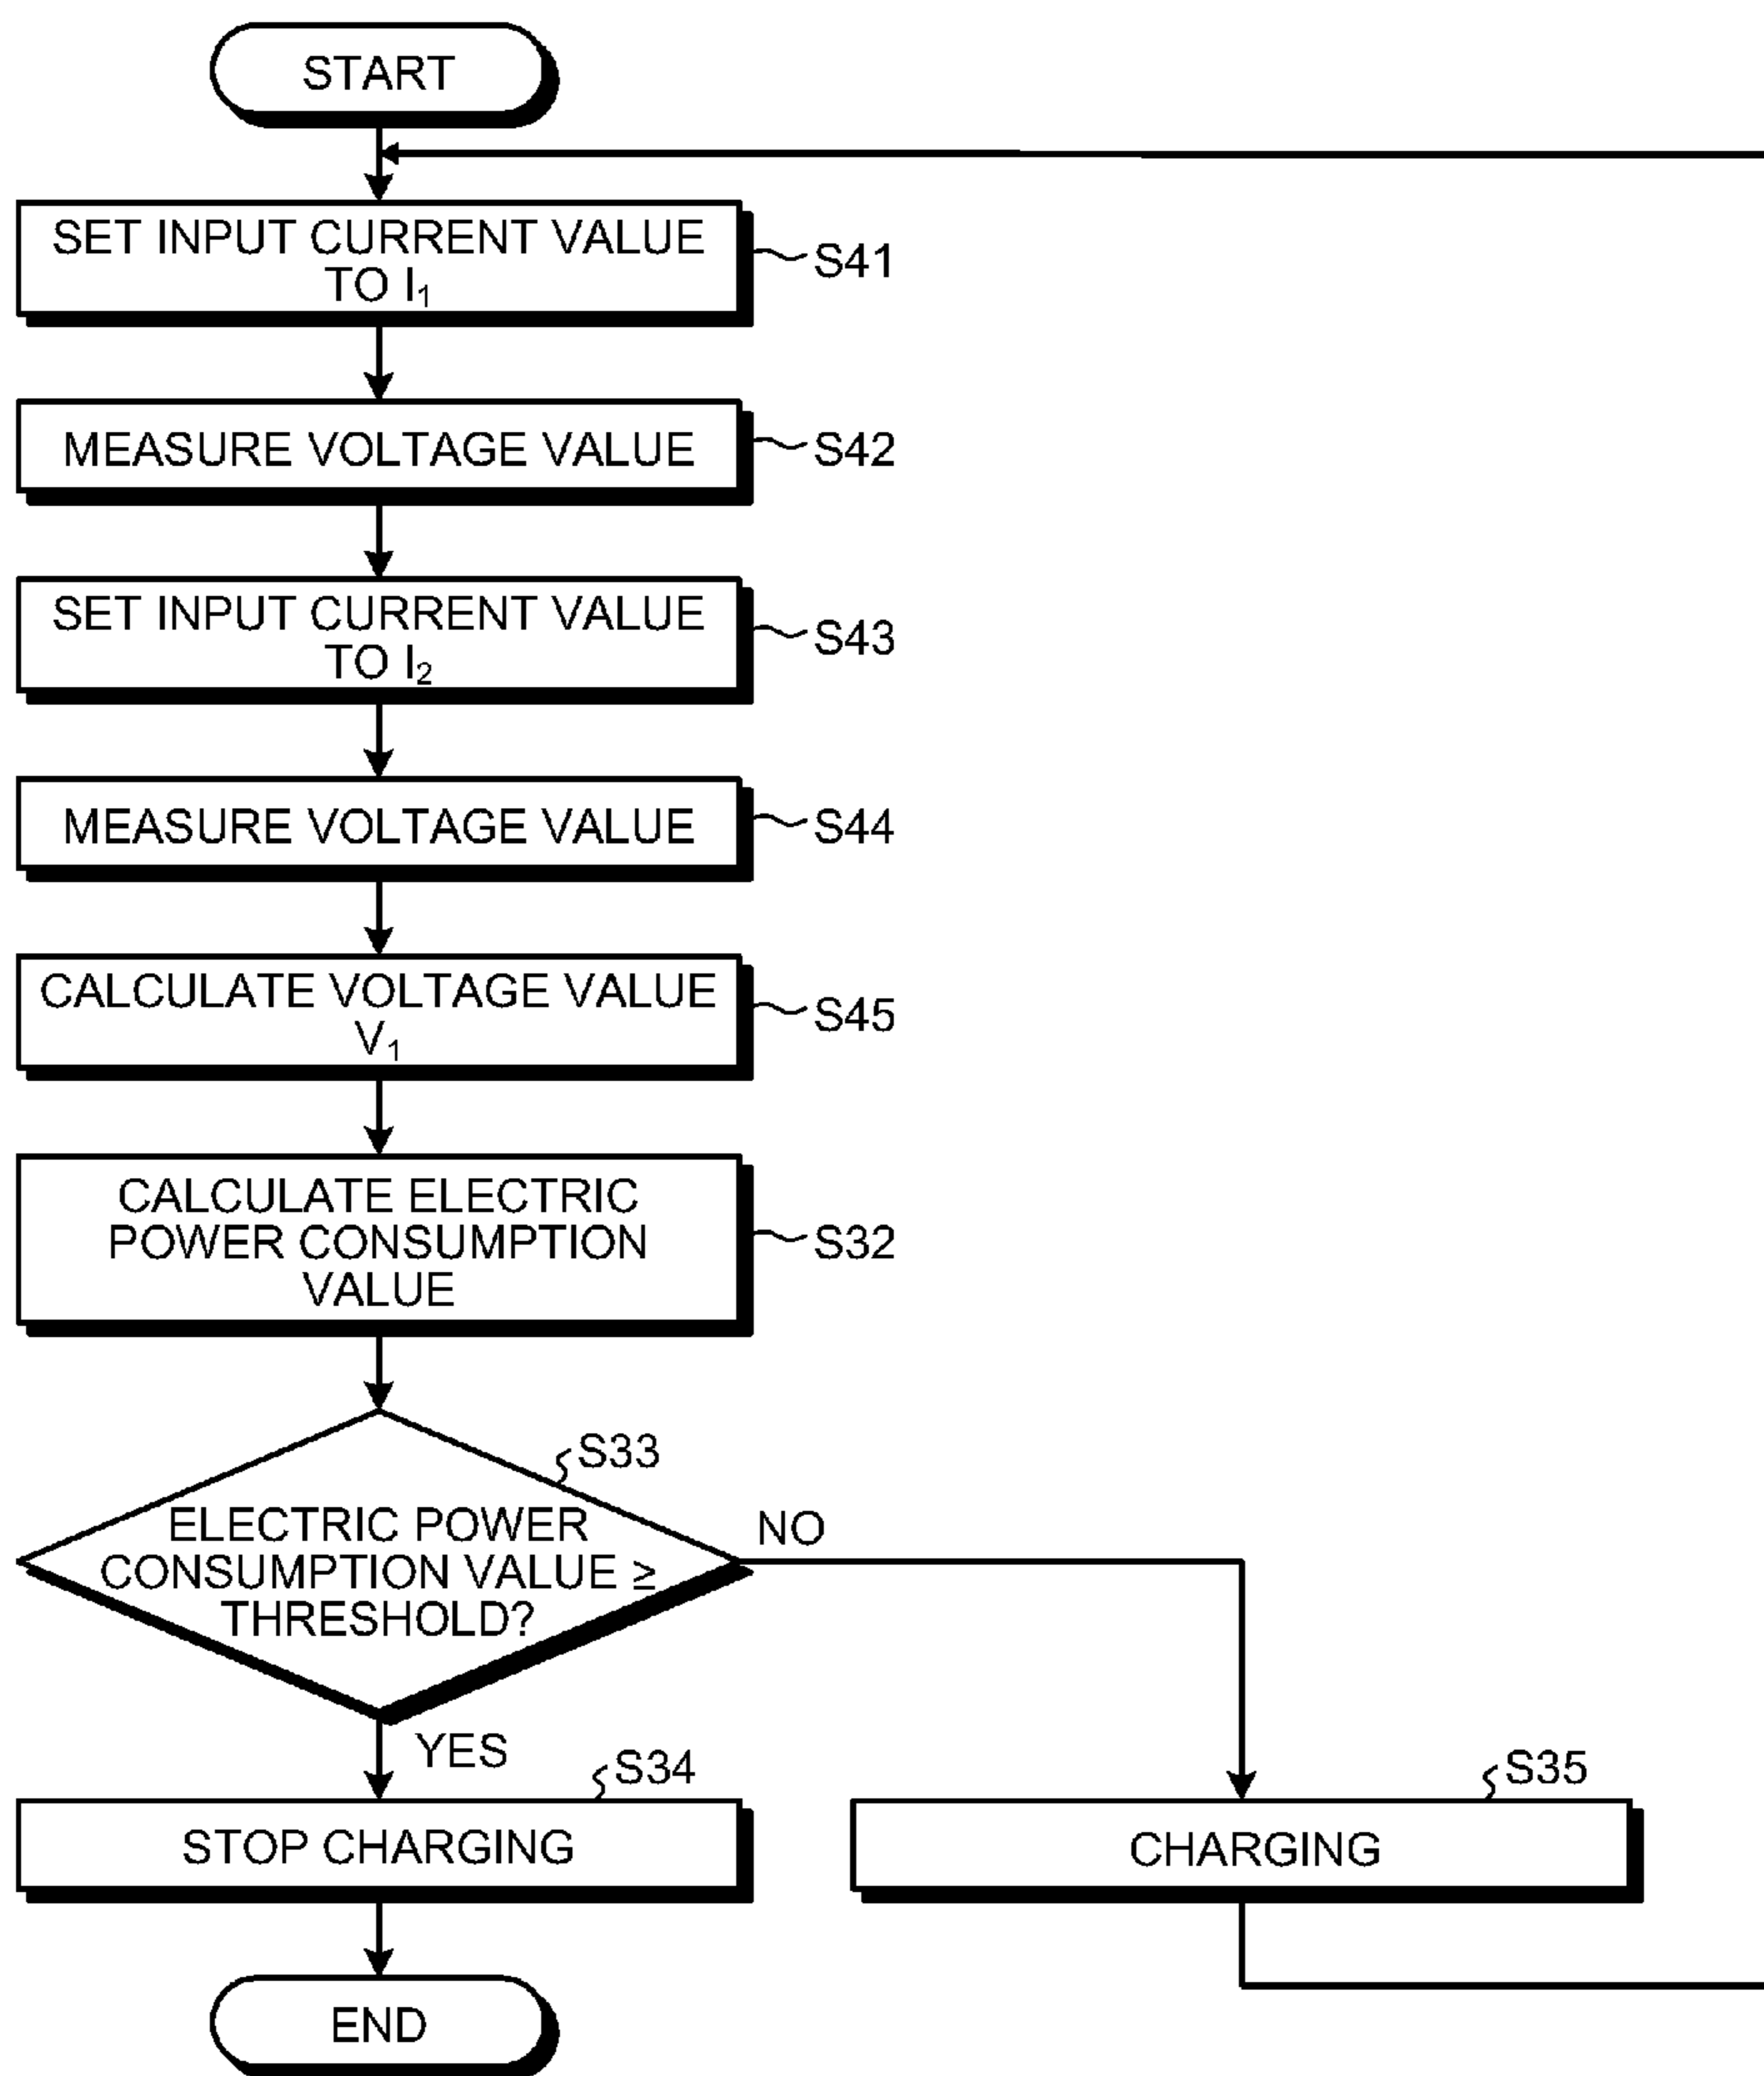 START
SET INPUT CURRENT VALUE
TO I₁
S41
MEASURE VOLTAGE VALUE
S42
SET INPUT CURRENT VALUE
TO I₂
S43
MEASURE VOLTAGE VALUE
S44
CALCULATE VOLTAGE VALUE
V₁
S45
CALCULATE ELECTRIC
POWER CONSUMPTION
VALUE
S32
S33
ELECTRIC POWER
CONSUMPTION VALUE ≥
THRESHOLD?
NO
YES
S34
STOP CHARGING
S35
CHARGING
END